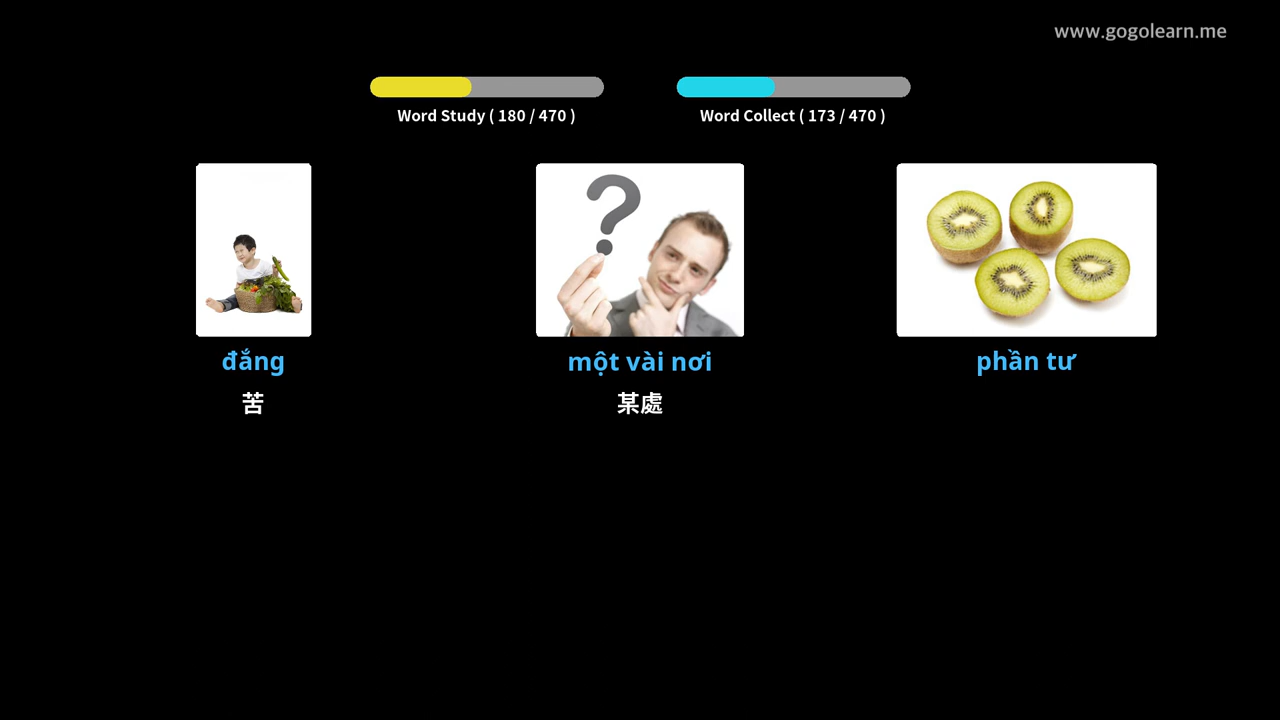 www.gogolearn.me
Word Study ( 180 / 470 )
Word Collect ( 173 / 470 )
đắng
một vài nơi
phần tư
苦
某處